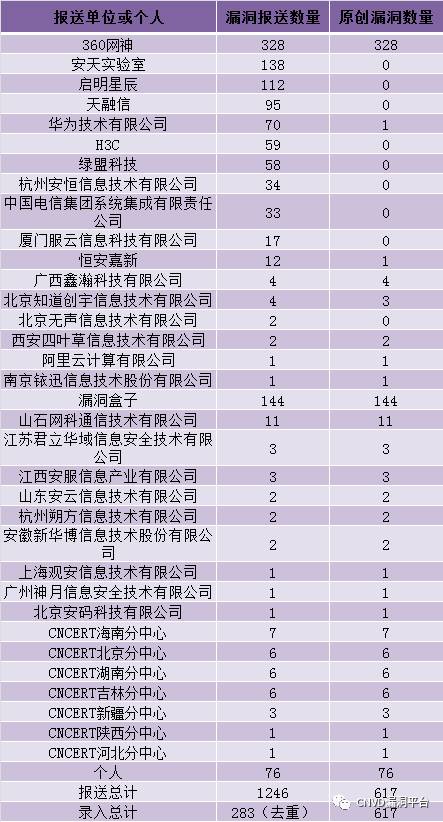 报送单位或个人 漏洞报送数量 原创漏洞数量
360网神 328 328
安天实验室 138 0
启明星辰 112 0
天融信 95 0
华为技术有限公司 70 1
H3C 59 0
绿盟科技 58 0
杭州安恒信息技术有限公司 34 0
中国电信集团系统集成有限责任
公司 33 0
厦门服云信息科技有限公司 17 0
恒安嘉新 12 1
广西鑫瀚科技有限公司 4 4
北京知道创宇信息技术有限公司 4 3
北京无声信息技术有限公司 2 0
西安四叶草信息技术有限公司 2 2
阿里云计算有限公司 1 1
南京铱迅信息技术股份有限公司 1 1
漏洞盒子 144 144
山石网科通信技术有限公司 11 11
江苏君立华域信息安全技术有限
公司 3 3
江西安服信息产业有限公司 3 3
山东安云信息技术有限公司 2 2
杭州朔方信息技术有限公司 2 2
安徽新华博信息技术股份有限公
司 2 2
上海观安信息技术有限公司 1 1
广州神月信息安全技术有限公司 1 1
北京安码科技有限公司 1 1
CNCERT海南分中心 7 7
CNCERT北京分中心 6 6
CNCERT湖南分中心 6 6
CNCERT吉林分中心 6 6
CNCERT新疆分中心 3 3
CNCERT陕西分中心 1 1
CNCERT河北分中心 1 1
个人 76 76
报送总计 1246 617
录入总计 283（去重） 617
CNVD漏洞平台